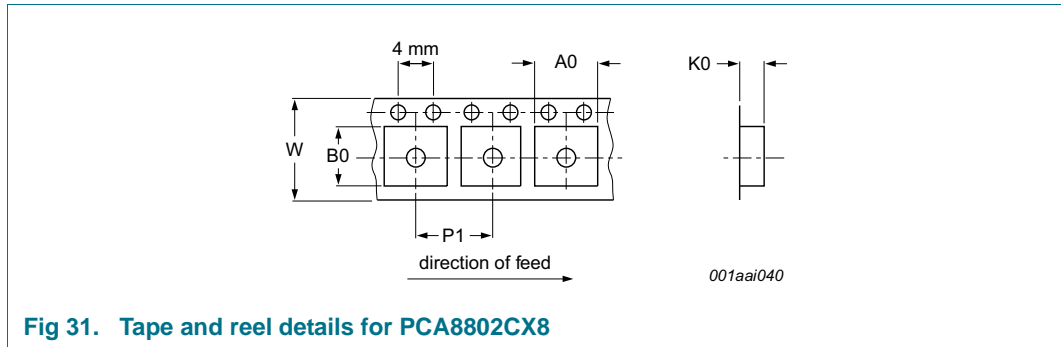 4 mm
A0
K0
W
B0
P1
direction of feed
001aai040
Fig 31. Tape and reel details for PCA8802CX8